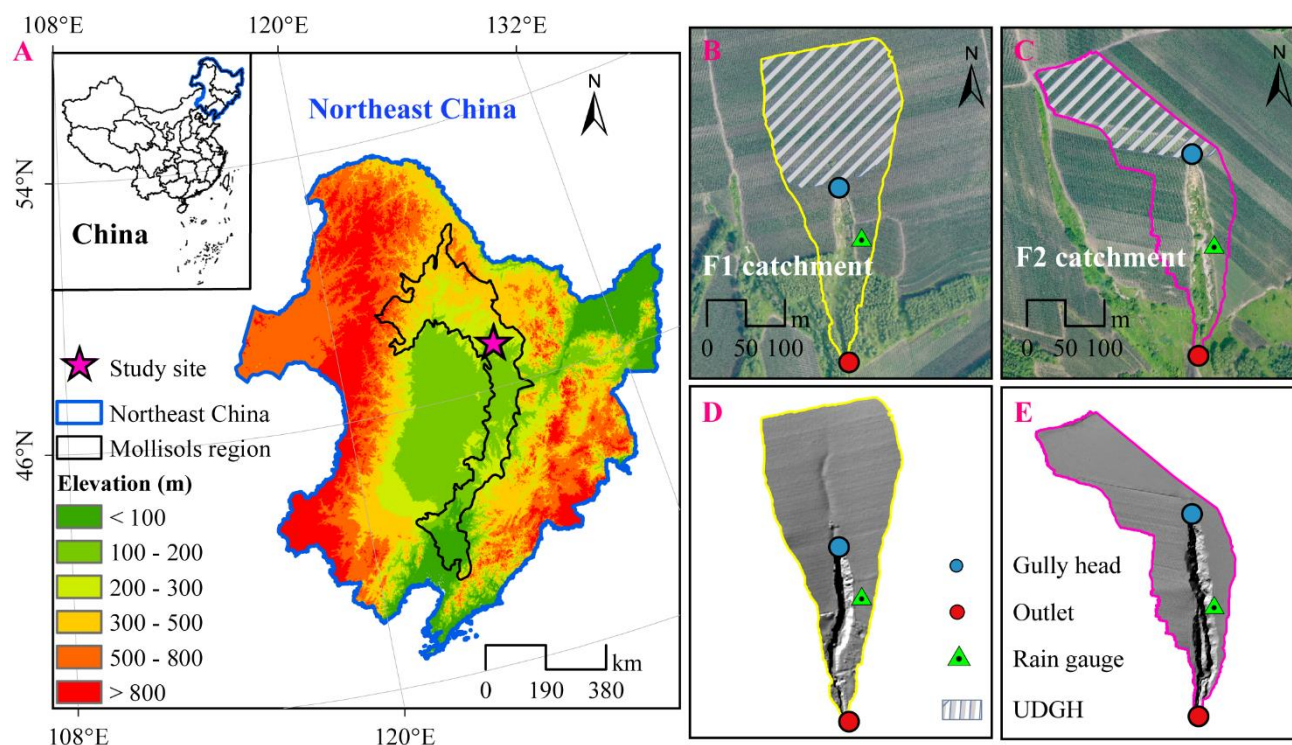 108°E
120°E
132°E
A
N
Northeast China
China
54°N
46°N
Study site
Northeast China
Mollisols region
Elevation (m)
< 100
100 - 200
200 - 300
300 - 500
500 - 800
> 800
km
0 190 380
108°E
120°E
B
N
F1 catchment
m
0 50 100
C
N
F2 catchment
m
0 50 100
D
Gully head
Outlet
Rain gauge
UDGH
E